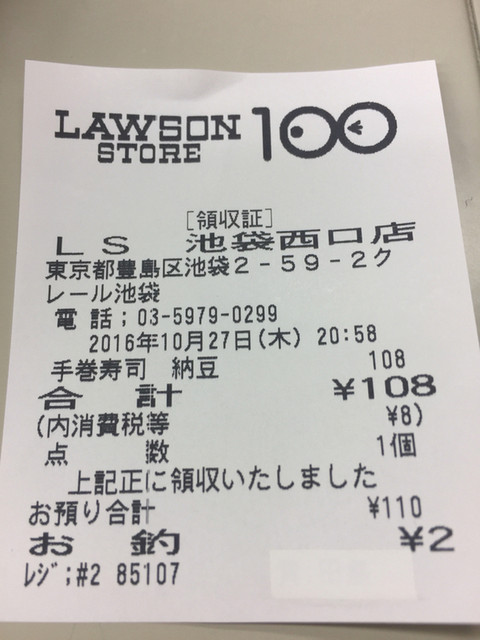 LAWSON
STORE 100
[領収証]
LS 池袋西口店
東京都豊島区池袋2-59-2ク
レール池袋
電話;03-5979-0299
2016年10月27日(木) 20:58
手巻寿司 納豆 108
合計 ¥108
(内消費税等 ¥8)
点数 1個
上記正に領収いたしました
お預り合計 ¥110
お釣 ¥2
レジ;#2 85107